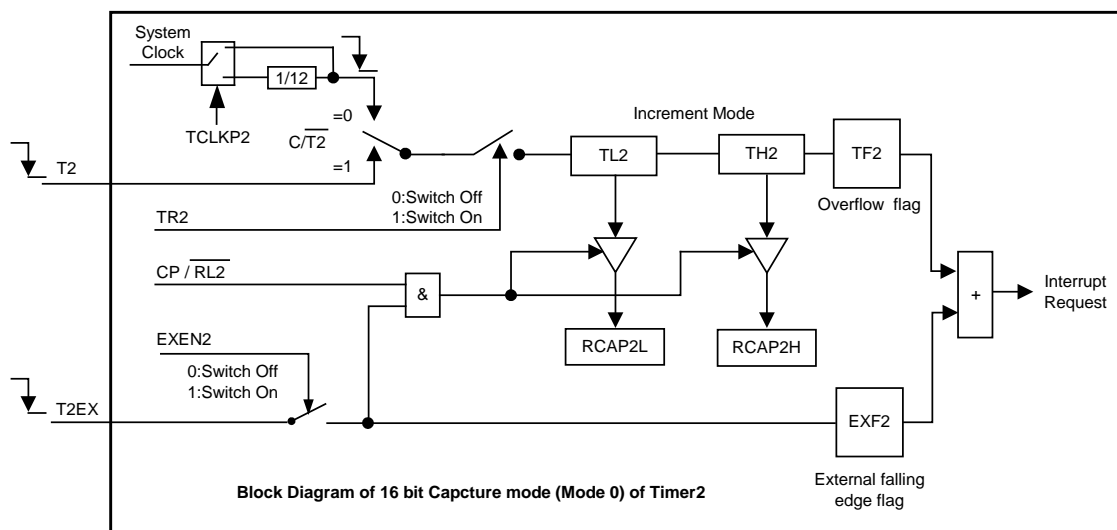 System
Clock
1/12
TCLKP2
=0
C/T2
=1
Increment Mode
TL2
TH2
TF2
Overflow flag
T2
0:Switch Off
1:Switch On
TR2
CP / RL2
&
+
Interrupt
Request
RCAP2L
RCAP2H
EXEN2
0:Switch Off
1:Switch On
T2EX
EXF2
External falling
edge flag
Block Diagram of 16 bit Capcture mode (Mode 0) of Timer2